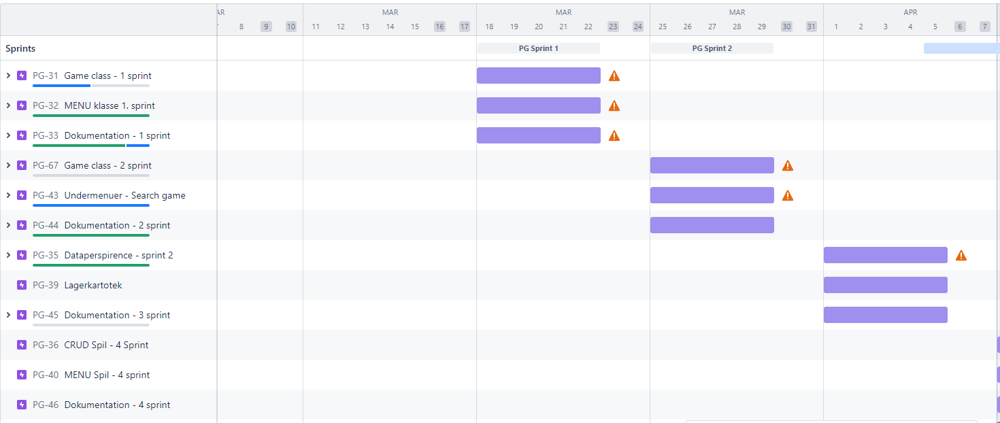 MAR MAR MAR APR
8 9 10 11 12 13 14 15 16 17 18 19 20 21 22 23 24 25 26 27 28 29 30 31 1 2 3 4 5 6 7
Sprints PG Sprint 1 PG Sprint 2
PG-31 Game class - 1 sprint
PG-32 MENU klasse 1. sprint
PG-33 Dokumentation - 1 sprint
PG-67 Game class - 2 sprint
PG-43 Undermenuer - Search game
PG-44 Dokumentation - 2 sprint
PG-35 Dataperspirence - sprint 2
PG-39 Lagerkartotek
PG-45 Dokumentation - 3 sprint
PG-36 CRUD Spil - 4 Sprint
PG-40 MENU Spil - 4 sprint
PG-46 Dokumentation - 4 sprint